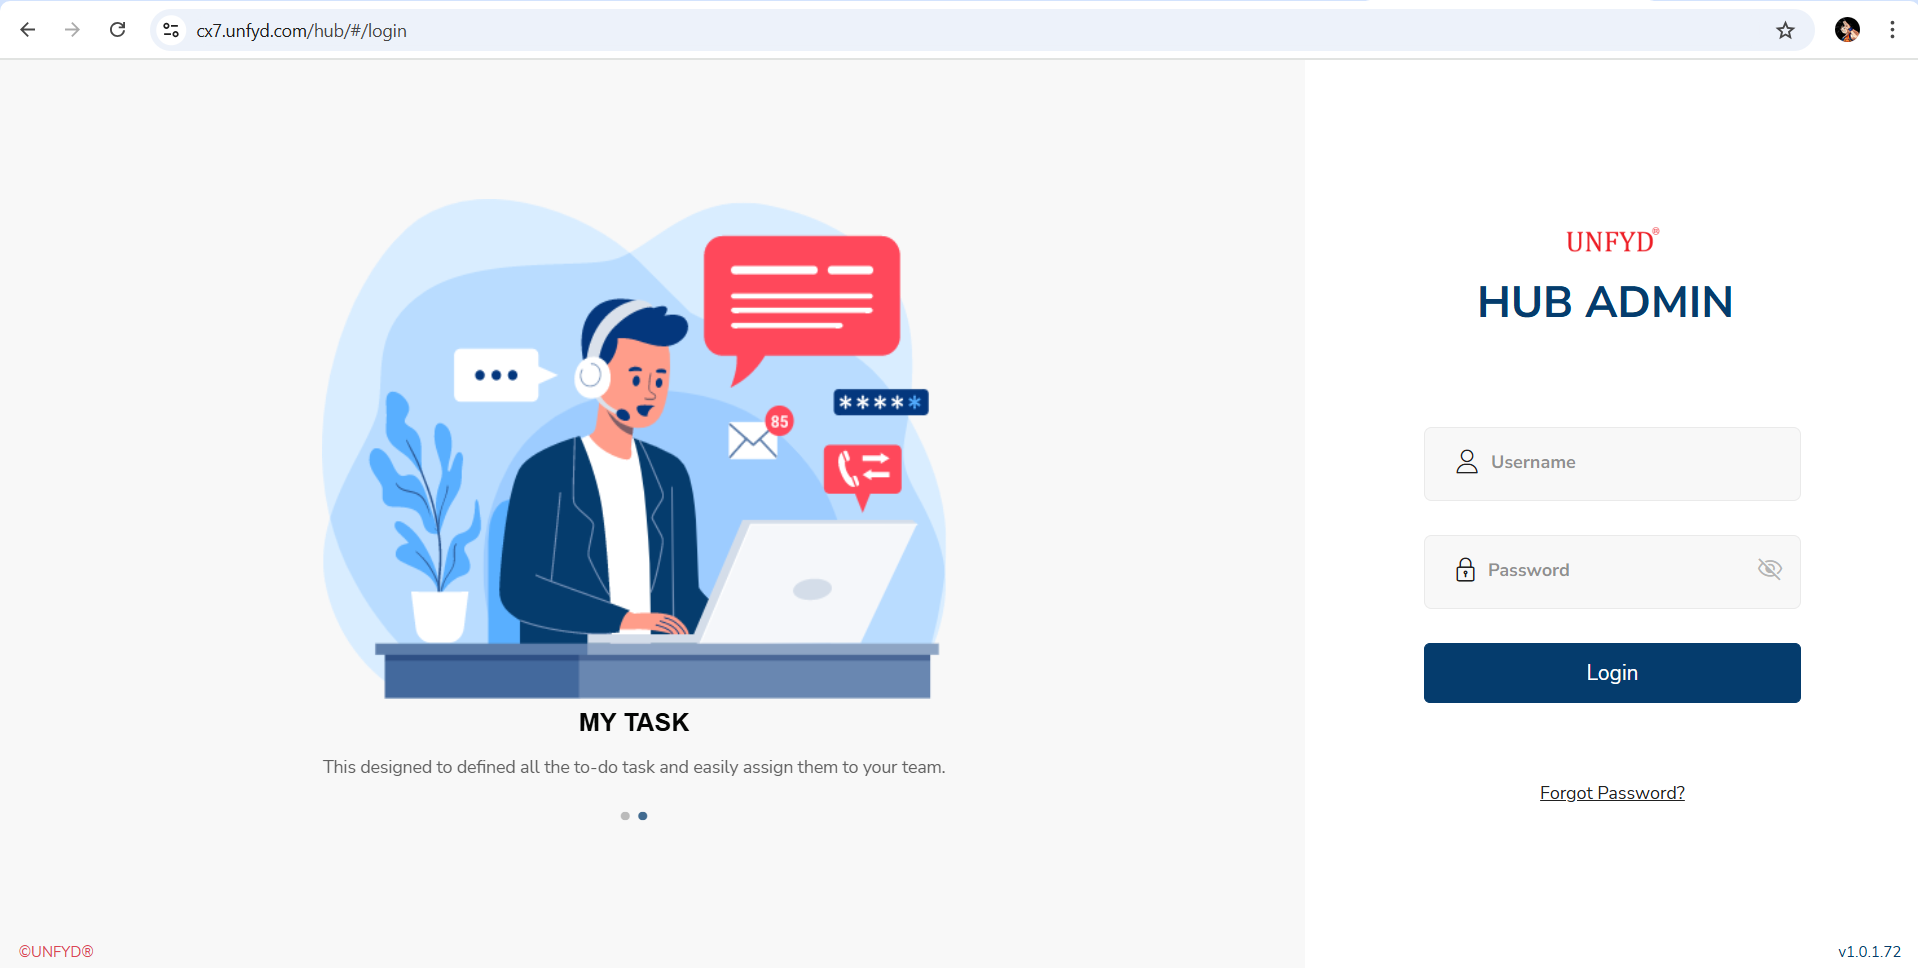 cx7.unfyd.com/hub/#/login
85
*****
MY TASK
This designed to defined all the to-do task and easily assign them to your team.
©UNFYD®
UNFYD®
HUB ADMIN
Username
Password
Login
Forgot Password?
v1.0.1.72